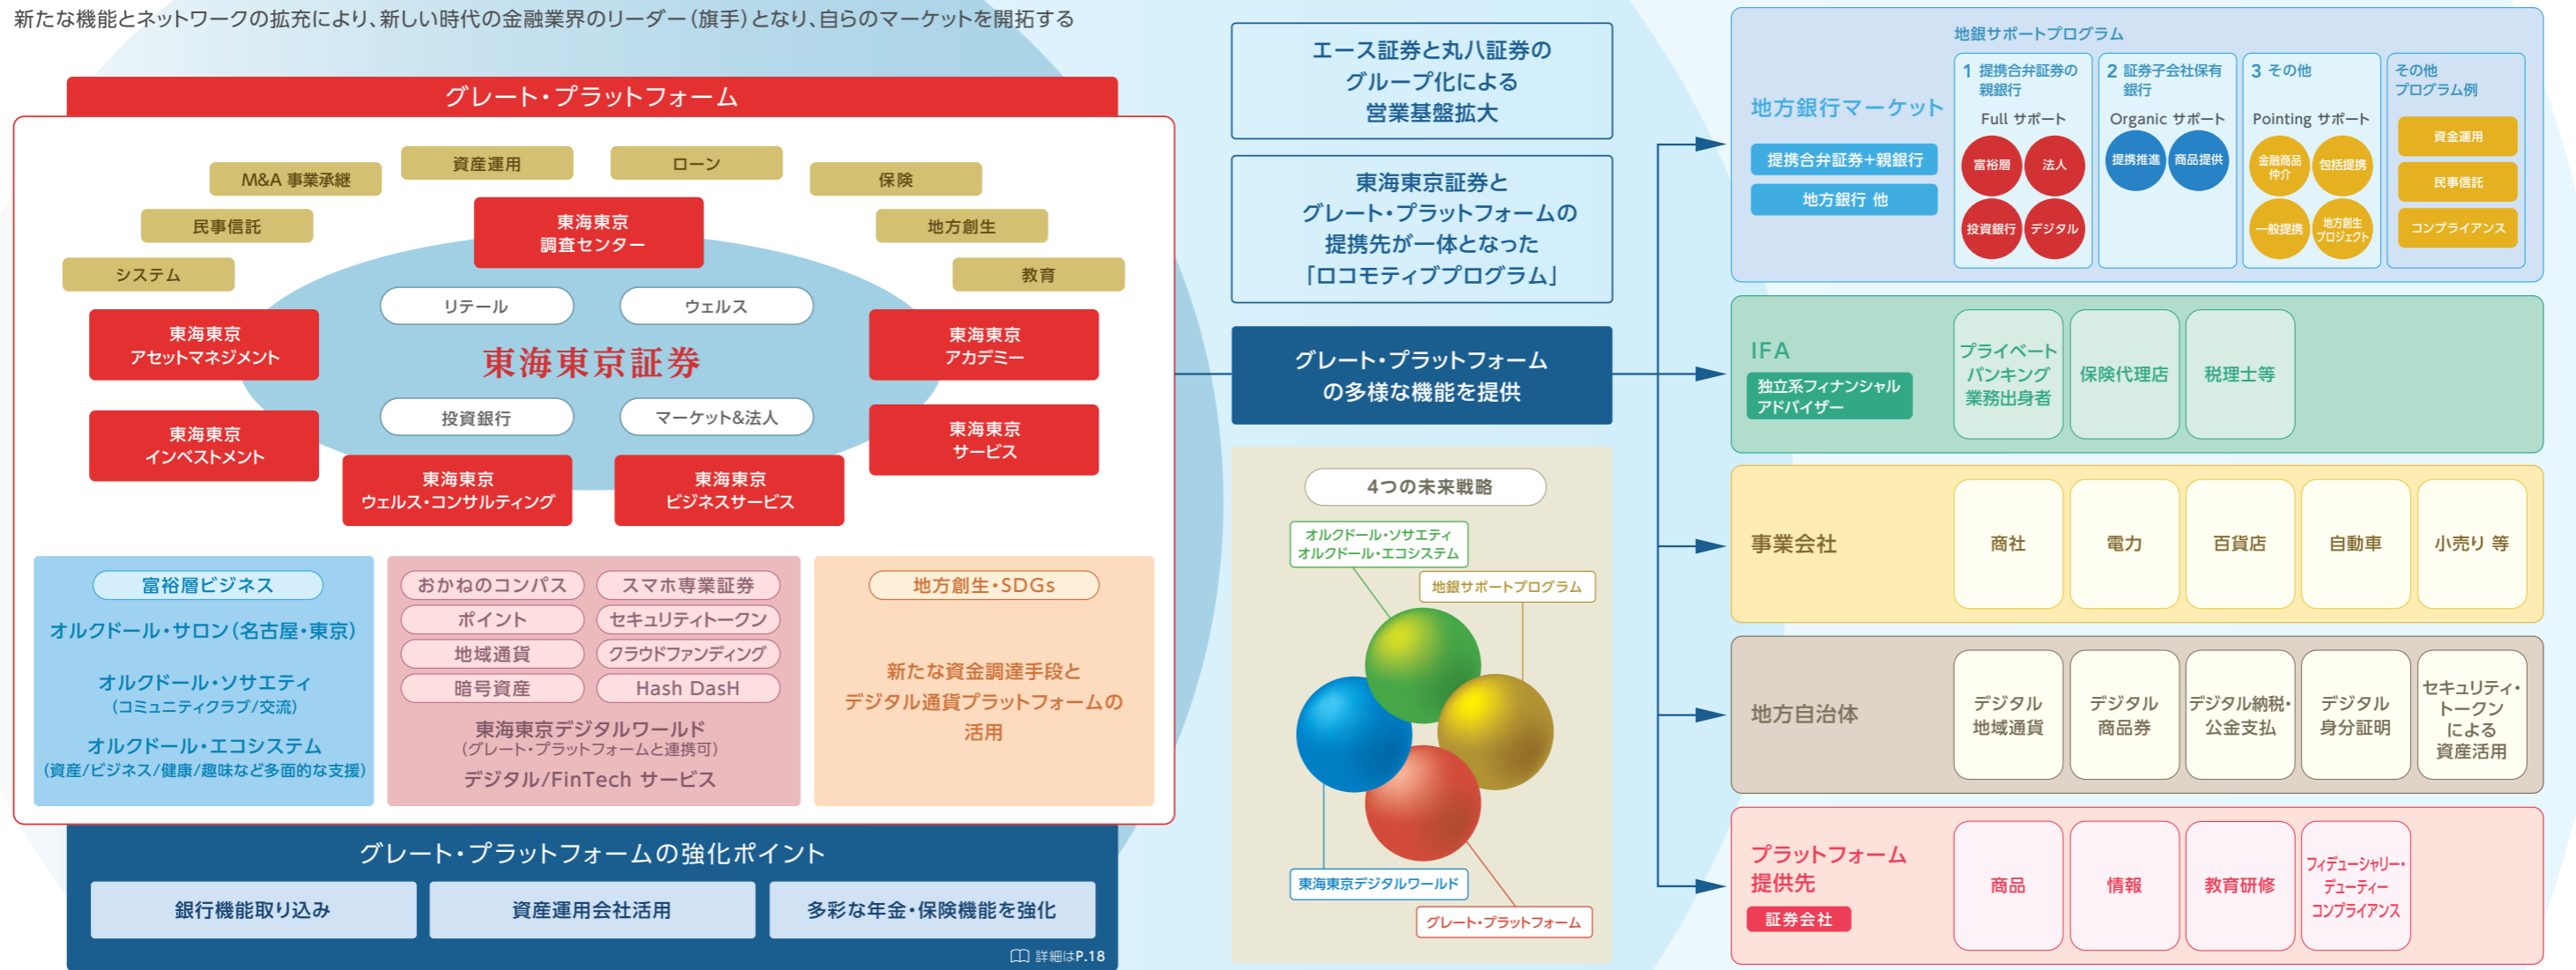 新たな機能とネットワークの拡充により、新しい時代の金融業界のリーダー（旗手）となり、自らのマーケットを開拓する
グレート・プラットフォーム
M&A 事業承継
資産運用
ローン
保険
民事信託
地方創生
システム
教育
東海東京
調査センター
東海東京
アセットマネジメント
東海東京
アカデミー
東海東京
インベストメント
東海東京
サービス
東海東京
ウェルス・コンサルティング
東海東京
ビジネスサービス
リテール
ウェルス
東海東京証券
投資銀行
マーケット&法人
富裕層ビジネス
オルクドール・サロン（名古屋・東京）
オルクドール・ソサエティ
（コミュニティクラブ/交流）
オルクドール・エコシステム
（資産/ビジネス/健康/趣味など多面的な支援）
おかねのコンパス
スマホ専業証券
ポイント
セキュリティトークン
地域通貨
クラウドファンディング
暗号資産
Hash DasH
東海東京デジタルワールド
（グレート・プラットフォームと連携可）
デジタル/FinTech サービス
地方創生・SDGs
新たな資金調達手段と
デジタル通貨プラットフォームの
活用
グレート・プラットフォームの強化ポイント
銀行機能取り込み
資産運用会社活用
多彩な年金・保険機能を強化
詳細はP.18
エース証券と丸八証券の
グループ化による
営業基盤拡大
東海東京証券と
グレート・プラットフォームの
提携先が一体となった
「ロコモティブプログラム」
グレート・プラットフォーム
の多様な機能を提供
4つの未来戦略
オルクドール・ソサエティ
オルクドール・エコシステム
地銀サポートプログラム
東海東京デジタルワールド
グレート・プラットフォーム
地方銀行マーケット
提携合弁証券+親銀行
地方銀行 他
地銀サポートプログラム
1 提携合弁証券の
親銀行
Full サポート
富裕層
法人
投資銀行
デジタル
2 証券子会社保有
銀行
Organic サポート
提携推進
商品提供
3 その他
Pointing サポート
金融商品
仲介
包括提携
一般提携
地方創生
プロジェクト
その他
プログラム例
資金運用
民事信託
コンプライアンス
IFA
独立系フィナンシャル
アドバイザー
プライベート
バンキング
業務出身者
保険代理店
税理士等
事業会社
商社
電力
百貨店
自動車
小売り 等
地方自治体
デジタル
地域通貨
デジタル
商品券
デジタル納税・
公金支払
デジタル
身分証明
セキュリティ・
トークン
による
資産活用
プラットフォーム
提供先
証券会社
商品
情報
教育研修
フィデューシャリー・
デューティー
コンプライアンス